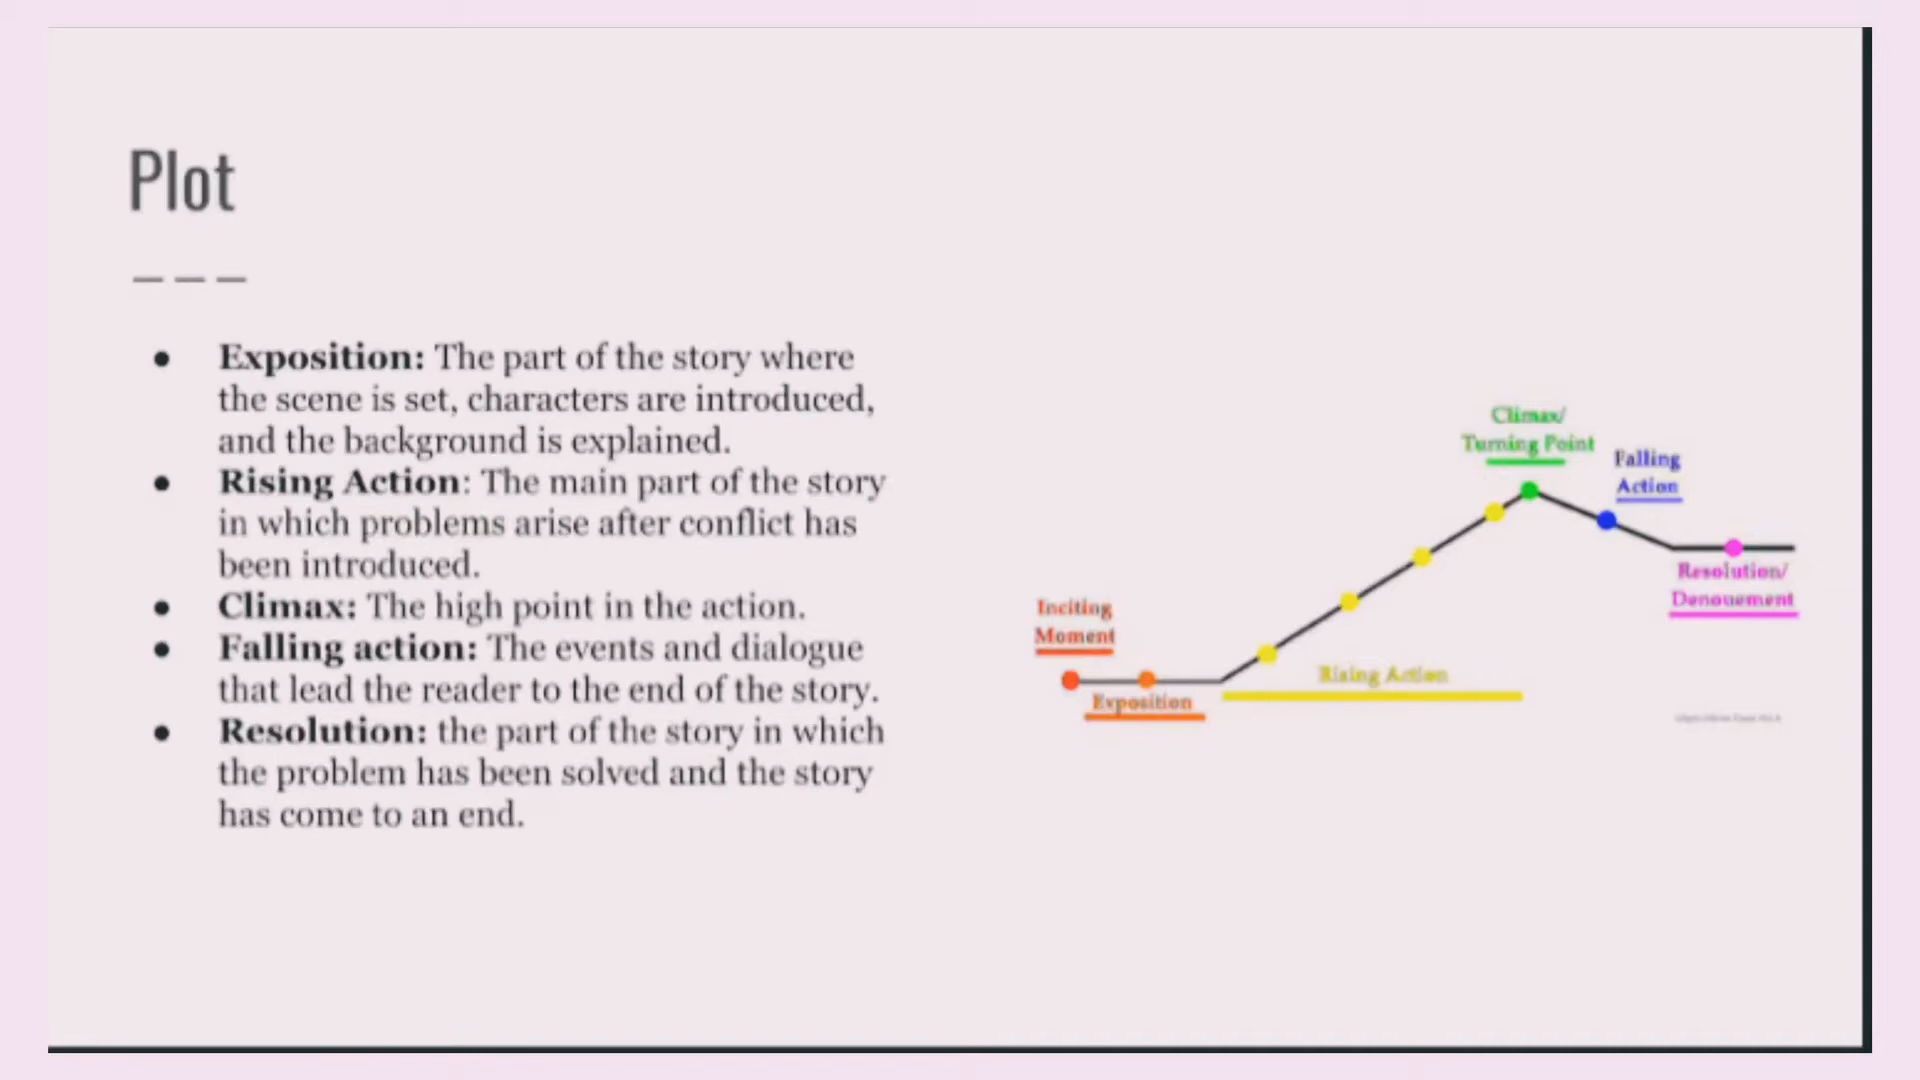 Plot
● Exposition: The part of the story where
the scene is set, characters are introduced,
and the background is explained.
● Rising Action: The main part of the story
in which problems arise after conflict has
been introduced.
● Climax: The high point in the action.
● Falling action: The events and dialogue
that lead the reader to the end of the story.
● Resolution: the part of the story in which
the problem has been solved and the story
has come to an end.
Inciting
Moment
Exposition
Rising Action
Climax/
Turning Point
Falling
Action
Resolution/
Denouement